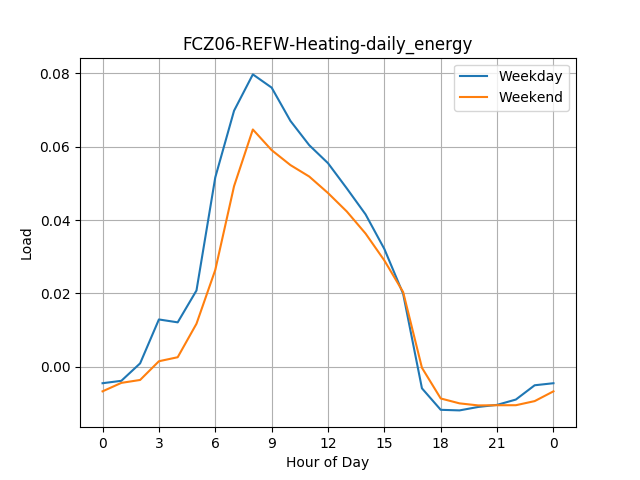 FCZ06-REFW-Heating-daily_energy
Weekday
Weekend
0.08
0.06
0.04
0.02
0.00
Load
0 3 6 9 12 15 18 21 0
Hour of Day